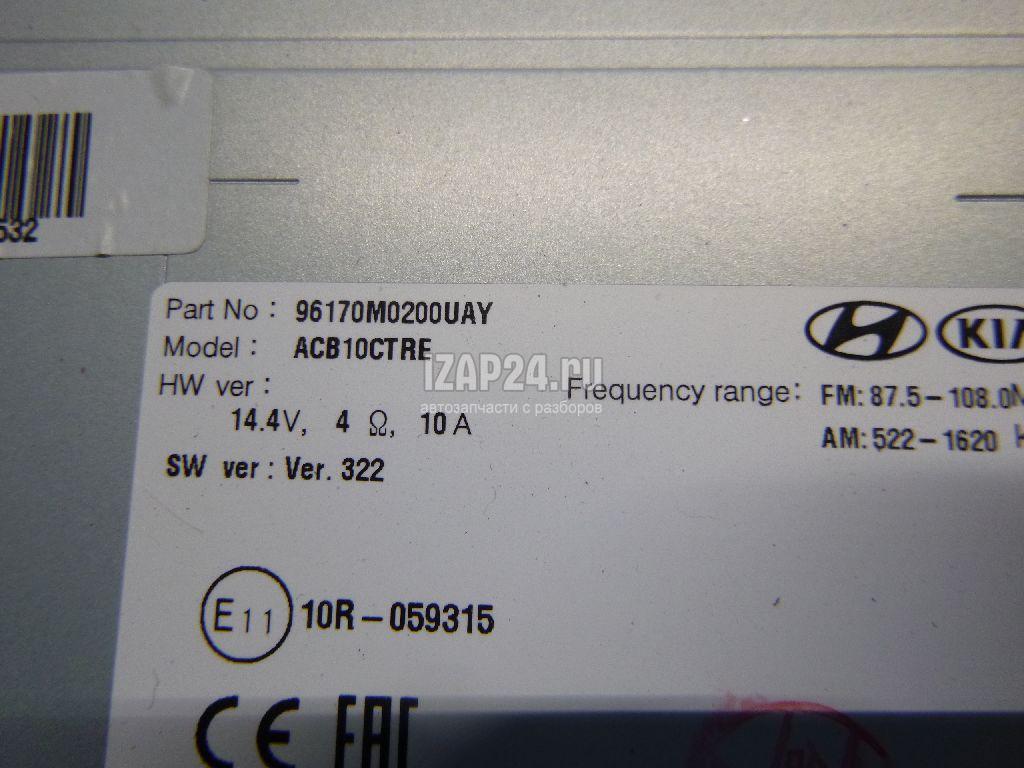 532
Part No : 96170M0200UAY
Model : ACB10CTRE
HW ver :
14.4V, 4 Ω, 10 A
SW ver : Ver. 322
KIA
Frequency range: FM: 87.5 – 108.0
AM: 522 – 1620
IZAP24.ru
автозапчасти с разборов
E11 10R – 059315
CE EAC